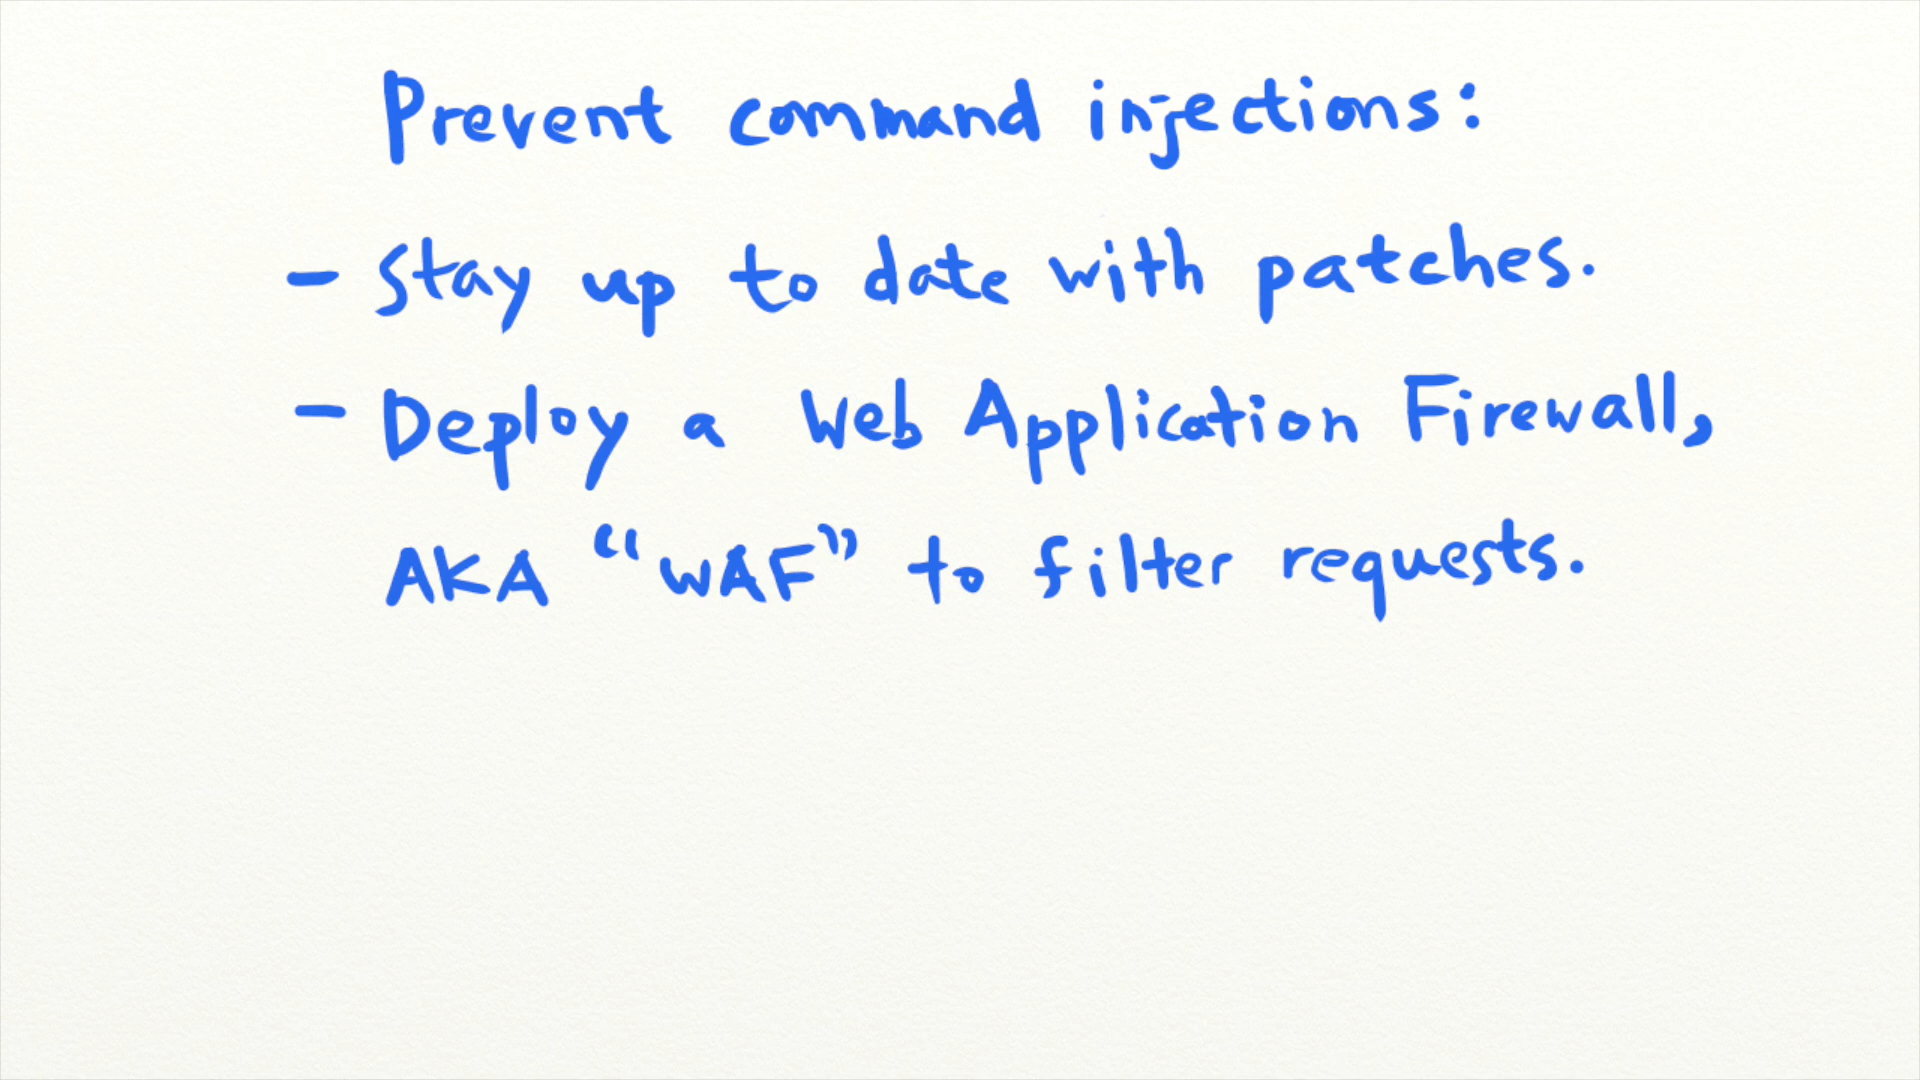 Prevent command injections:
- Stay up to date with patches.
- Deploy a Web Application Firewall,
AKA “WAF” to filter requests.